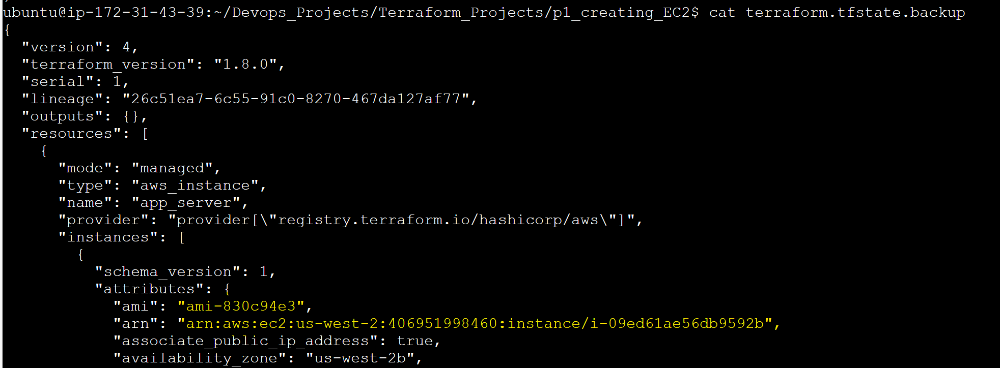 ubuntu@ip-172-31-43-39:~/Devops_Projects/Terraform_Projects/p1_creating_EC2$ cat terraform.tfstate.backup
{
  "version": 4,
  "terraform_version": "1.8.0",
  "serial": 1,
  "lineage": "26c51ea7-6c55-91c0-8270-467da127af77",
  "outputs": {},
  "resources": [
    {
      "mode": "managed",
      "type": "aws_instance",
      "name": "app_server",
      "provider": "provider[\"registry.terraform.io/hashicorp/aws\"]",
      "instances": [
        {
          "schema_version": 1,
          "attributes": {
            "ami": "ami-830c94e3",
            "arn": "arn:aws:ec2:us-west-2:406951998460:instance/i-09ed61ae56db9592b",
            "associate_public_ip_address": true,
            "availability_zone": "us-west-2b",